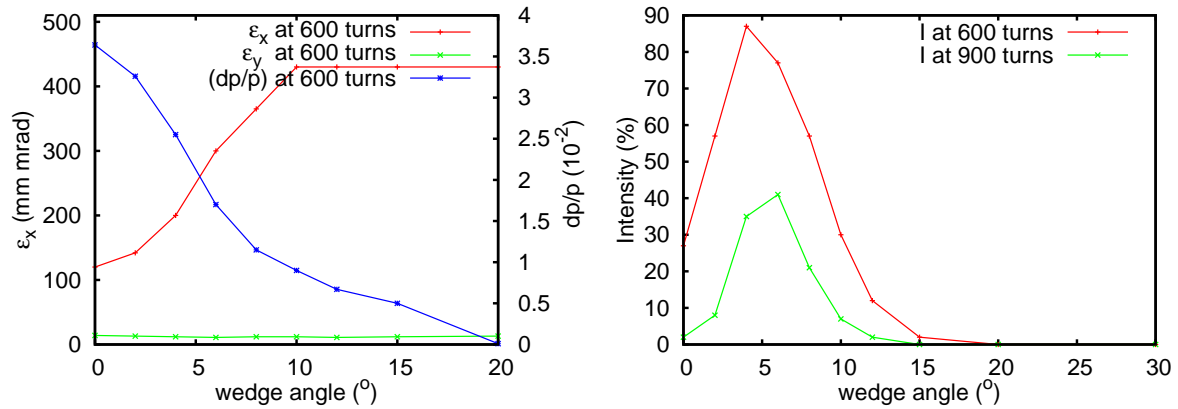 εx at 600 turns
εy at 600 turns
(dp/p) at 600 turns
εx (mm mrad)
500
400
300
200
100
0
dp/p (10-2)
4
3.5
3
2.5
2
1.5
1
0.5
0
0 5 10 15 20
wedge angle (o)
I at 600 turns
I at 900 turns
Intensity (%)
90
80
70
60
50
40
30
20
10
0
0 5 10 15 20 25 30
wedge angle (o)